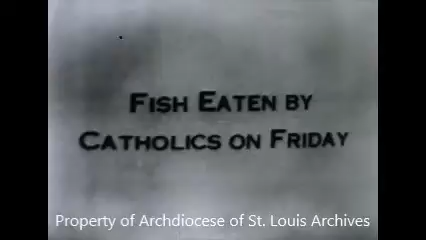 FISH EATEN BY
CATHOLICS ON FRIDAY
Property of Archdiocese of St. Louis Archives